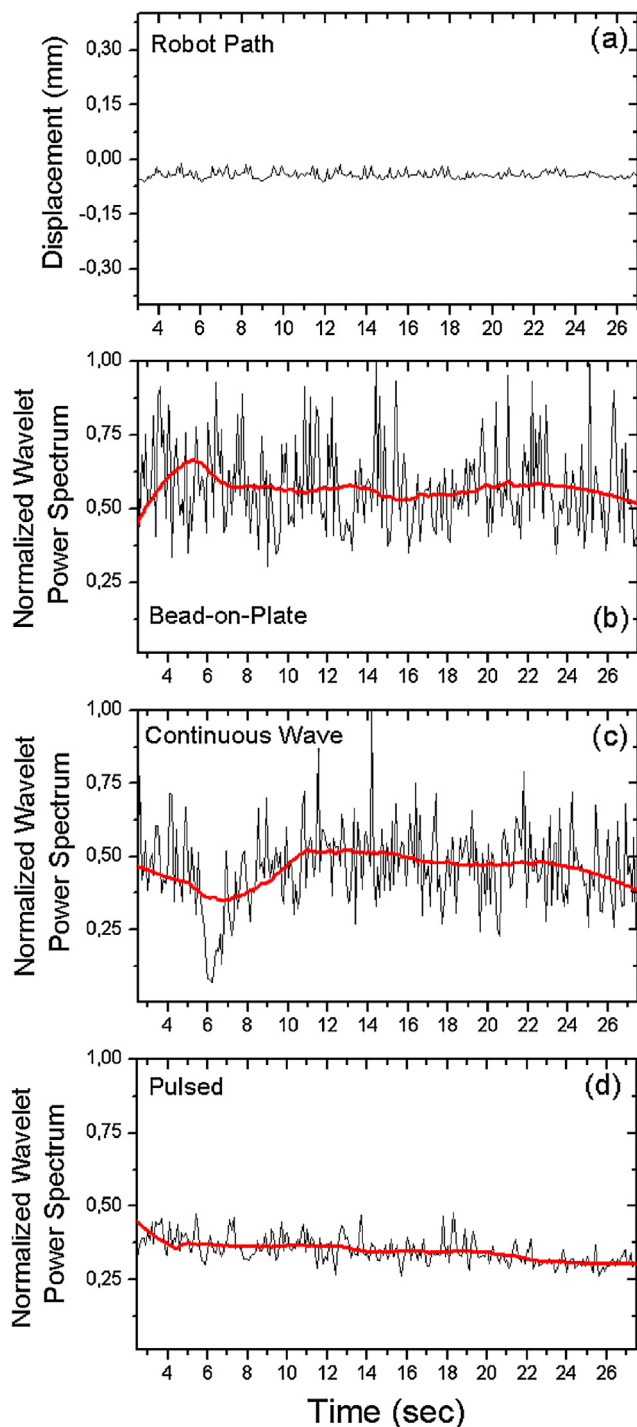 Robot Path
(a)
Displacement (mm)
0,30
0,15
0,00
-0,15
-0,30
4 6 8 10 12 14 16 18 20 22 24 26
Normalized Wavelet
Power Spectrum
1,00
0,75
0,50
0,25
Bead-on-Plate
(b)
4 6 8 10 12 14 16 18 20 22 24 26
Normalized Wavelet
Power Spectrum
1,00
0,75
0,50
0,25
Continuous Wave
(c)
4 6 8 10 12 14 16 18 20 22 24 26
Normalized Wavelet
Power Spectrum
1,00
0,75
0,50
0,25
Pulsed
(d)
4 6 8 10 12 14 16 18 20 22 24 26
Time (sec)